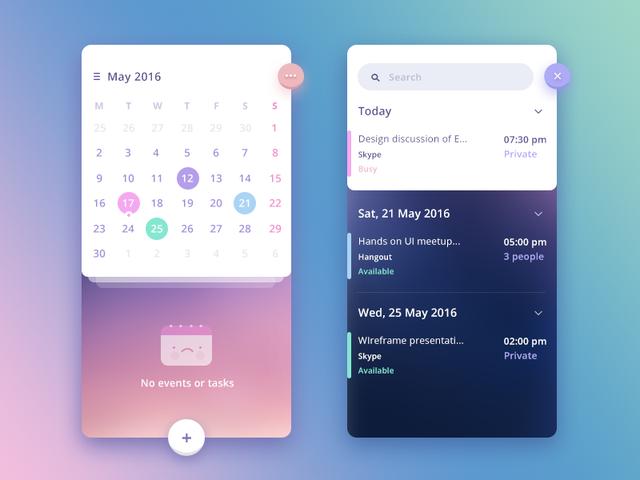 May 2016
M T W T F S S
25 26 27 28 29 30 1
2 3 4 5 6 7 8
9 10 11 12 13 14 15
16 17 18 19 20 21 22
23 24 25 26 27 28 29
30 1 2 3 4 5 6
No events or tasks
+
Search
Today
Design discussion of E... 07:30 pm
Skype Private
Busy
Sat, 21 May 2016
Hands on UI meetup... 05:00 pm
Hangout 3 people
Available
Wed, 25 May 2016
WIreframe presentati... 02:00 pm
Skype Private
Available